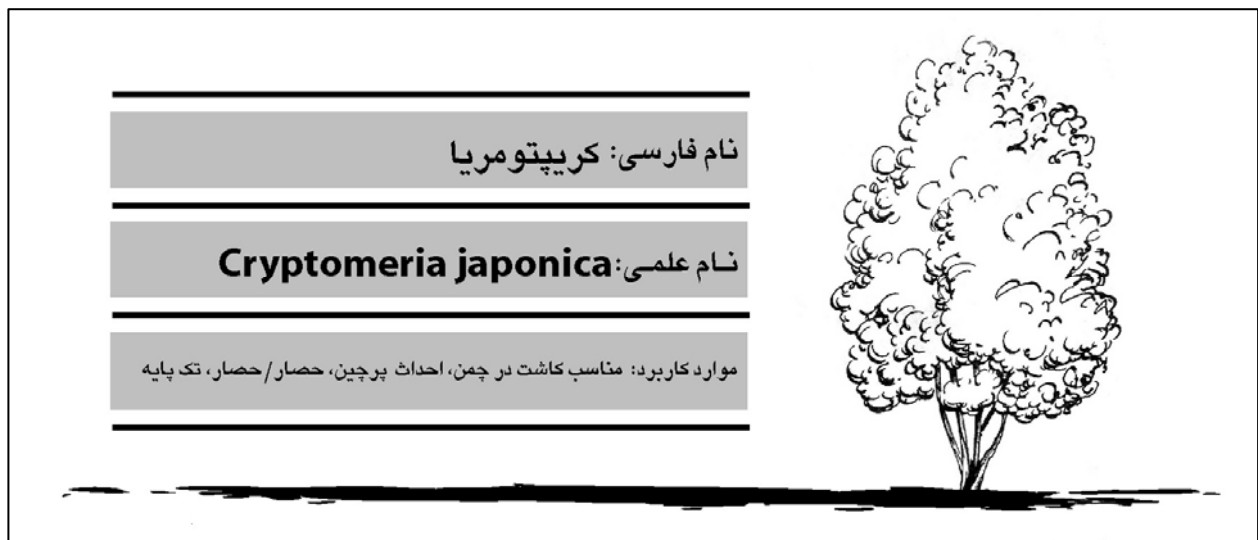 نام فارسی: کریپتومریا
نـام علمـی: Cryptomeria japonica
موارد کاربرد: مناسب کاشت در چمن، احداث پرچین، حصار/حصار، تک پایه